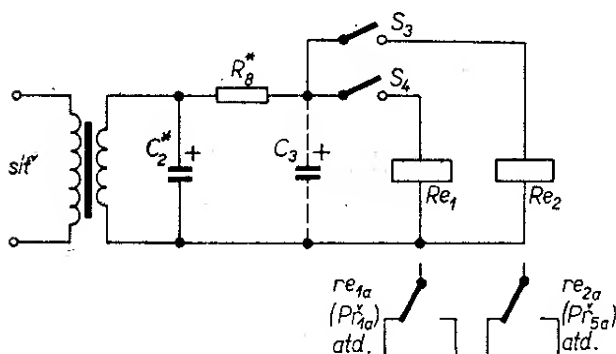 S3
R8*
S4
síť
C2*
+
C3
+
Re1
Re2
re1a
(Př1a)
atd.
re2a
(Př5a)
atd.